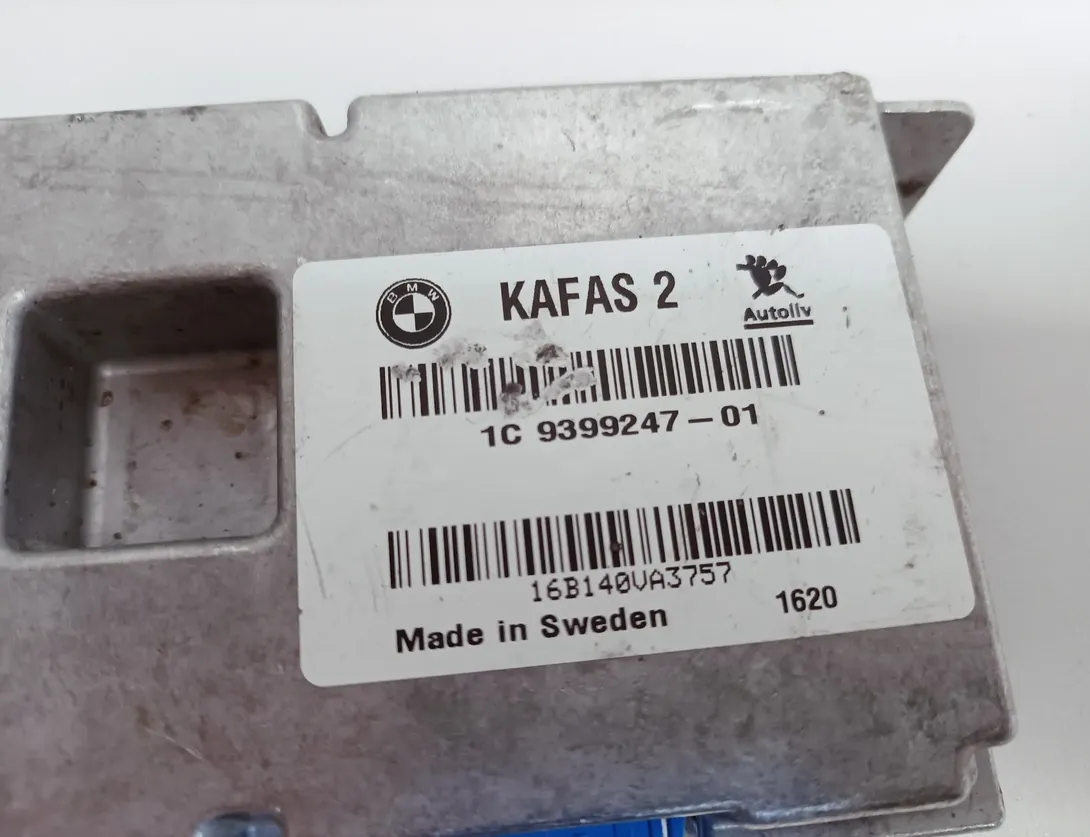 BMW
KAFAS 2
Autoliv
1C 9399247-01
16B140VA3757
Made in Sweden
1620